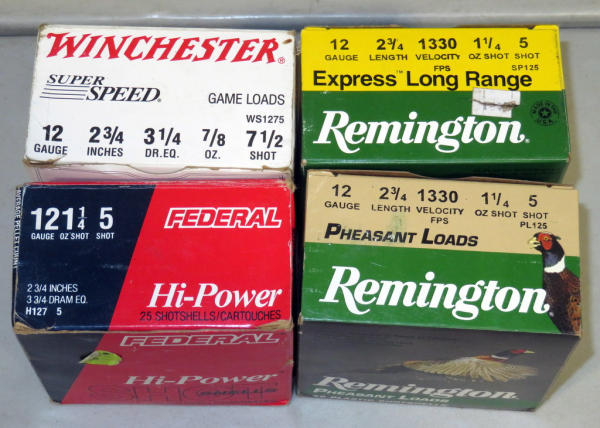 WINCHESTER®
SUPER
SPEED®
GAME LOADS
WS1275
12 2 3/4 3 1/4 7/8 7 1/2
GAUGE INCHES DR.EQ. OZ. SHOT
12 2 3/4 1330 1 1/4 5
GAUGE LENGTH VELOCITY OZ SHOT SHOT
FPS
SP125
Express™ Long Range
Remington®
MADE IN
U.S.A.
12 1 1/4 5
GAUGE OZ SHOT SHOT
FEDERAL
2 3/4 INCHES
3 3/4 DRAM EQ.
H127 5
Hi-Power
25 SHOTSHELLS/CARTOUCHES
FEDERAL
Hi-Power
12 2 3/4 1330 1 1/4 5
GAUGE LENGTH VELOCITY OZ SHOT SHOT
FPS
PL125
PHEASANT LOADS
Remington®
Remington
PHEASANT LOADS